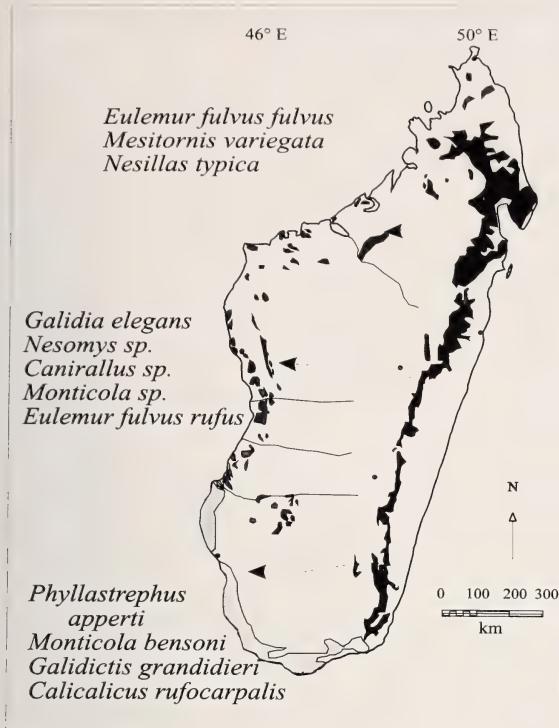 46° E 50° E
Eulemur fulvus fulvus
Mesitornis variegata
Nesillas typica
Galidia elegans
Nesomys sp.
Canirallus sp.
Monticola sp.
Eulemur fulvus rufus
N
0 100 200 300
km
Phyllastrephus
apperti
Monticola bensoni
Galidictis grandidieri
Calicalicus rufocarpalis